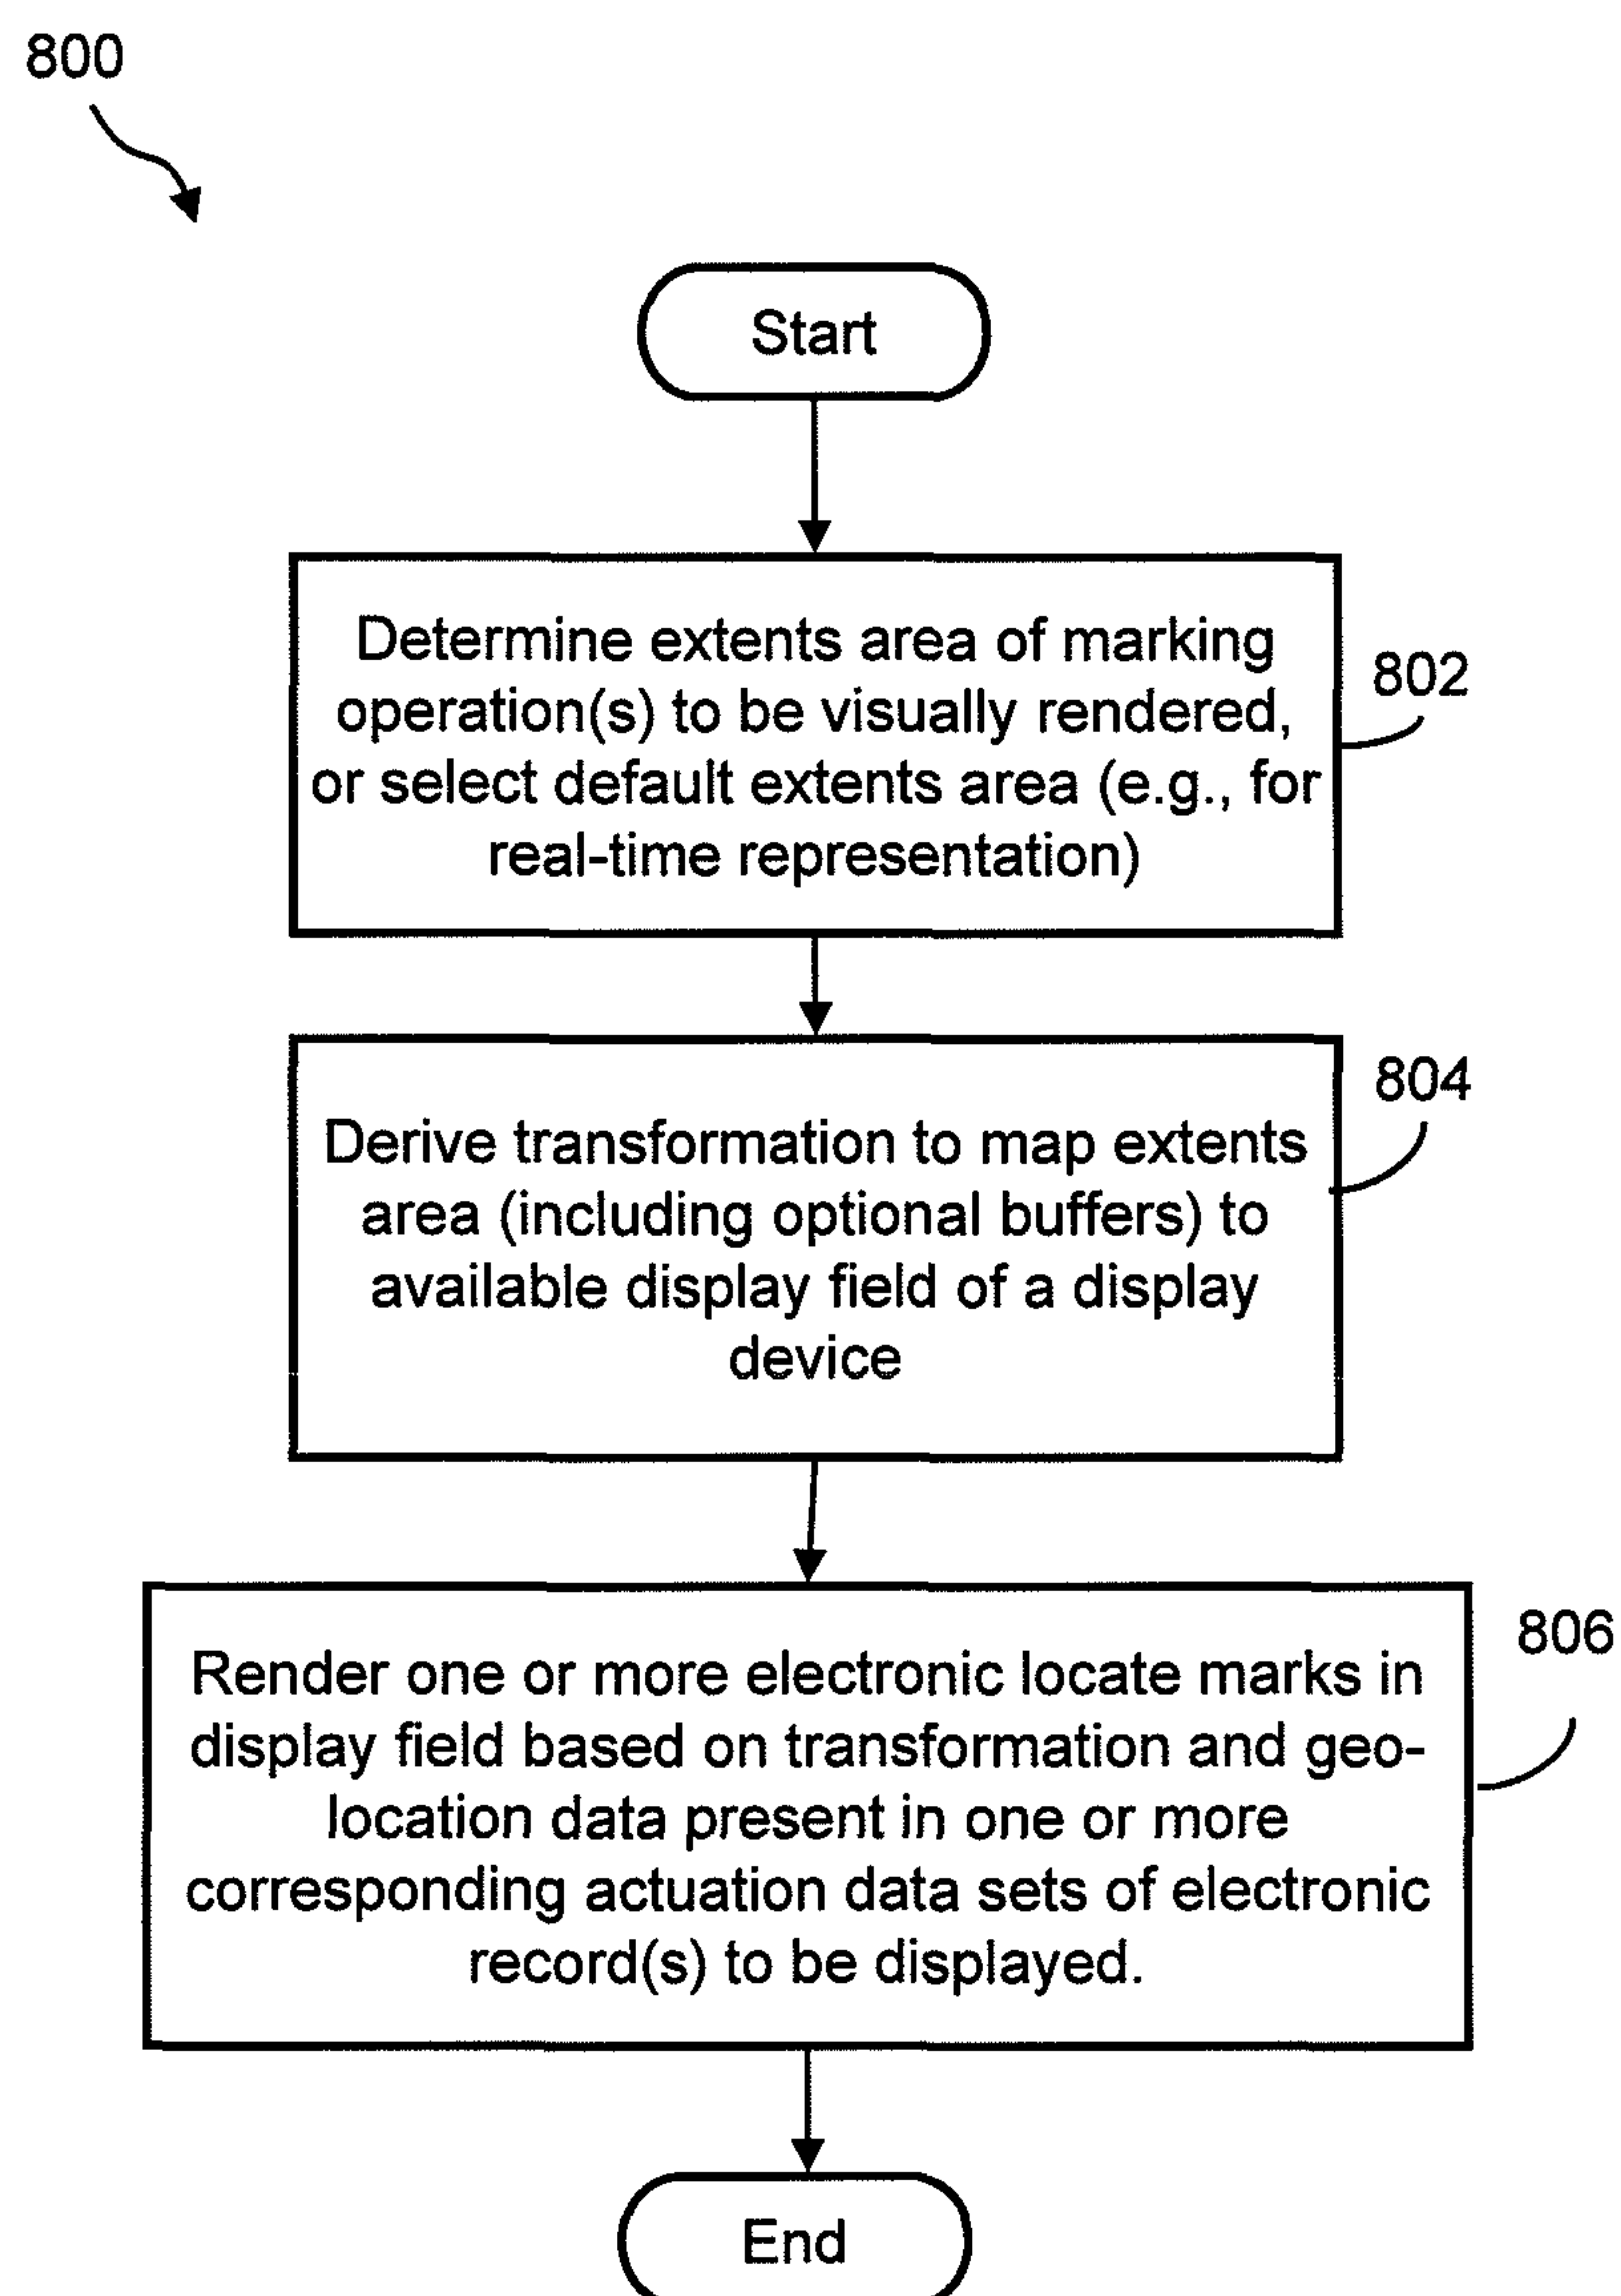 800
Start
Determine extents area of marking
operation(s) to be visually rendered,
or select default extents area (e.g., for
real-time representation)
802
Derive transformation to map extents
area (including optional buffers) to
available display field of a display
device
804
Render one or more electronic locate marks in
display field based on transformation and geo-
location data present in one or more
corresponding actuation data sets of electronic
record(s) to be displayed.
806
End